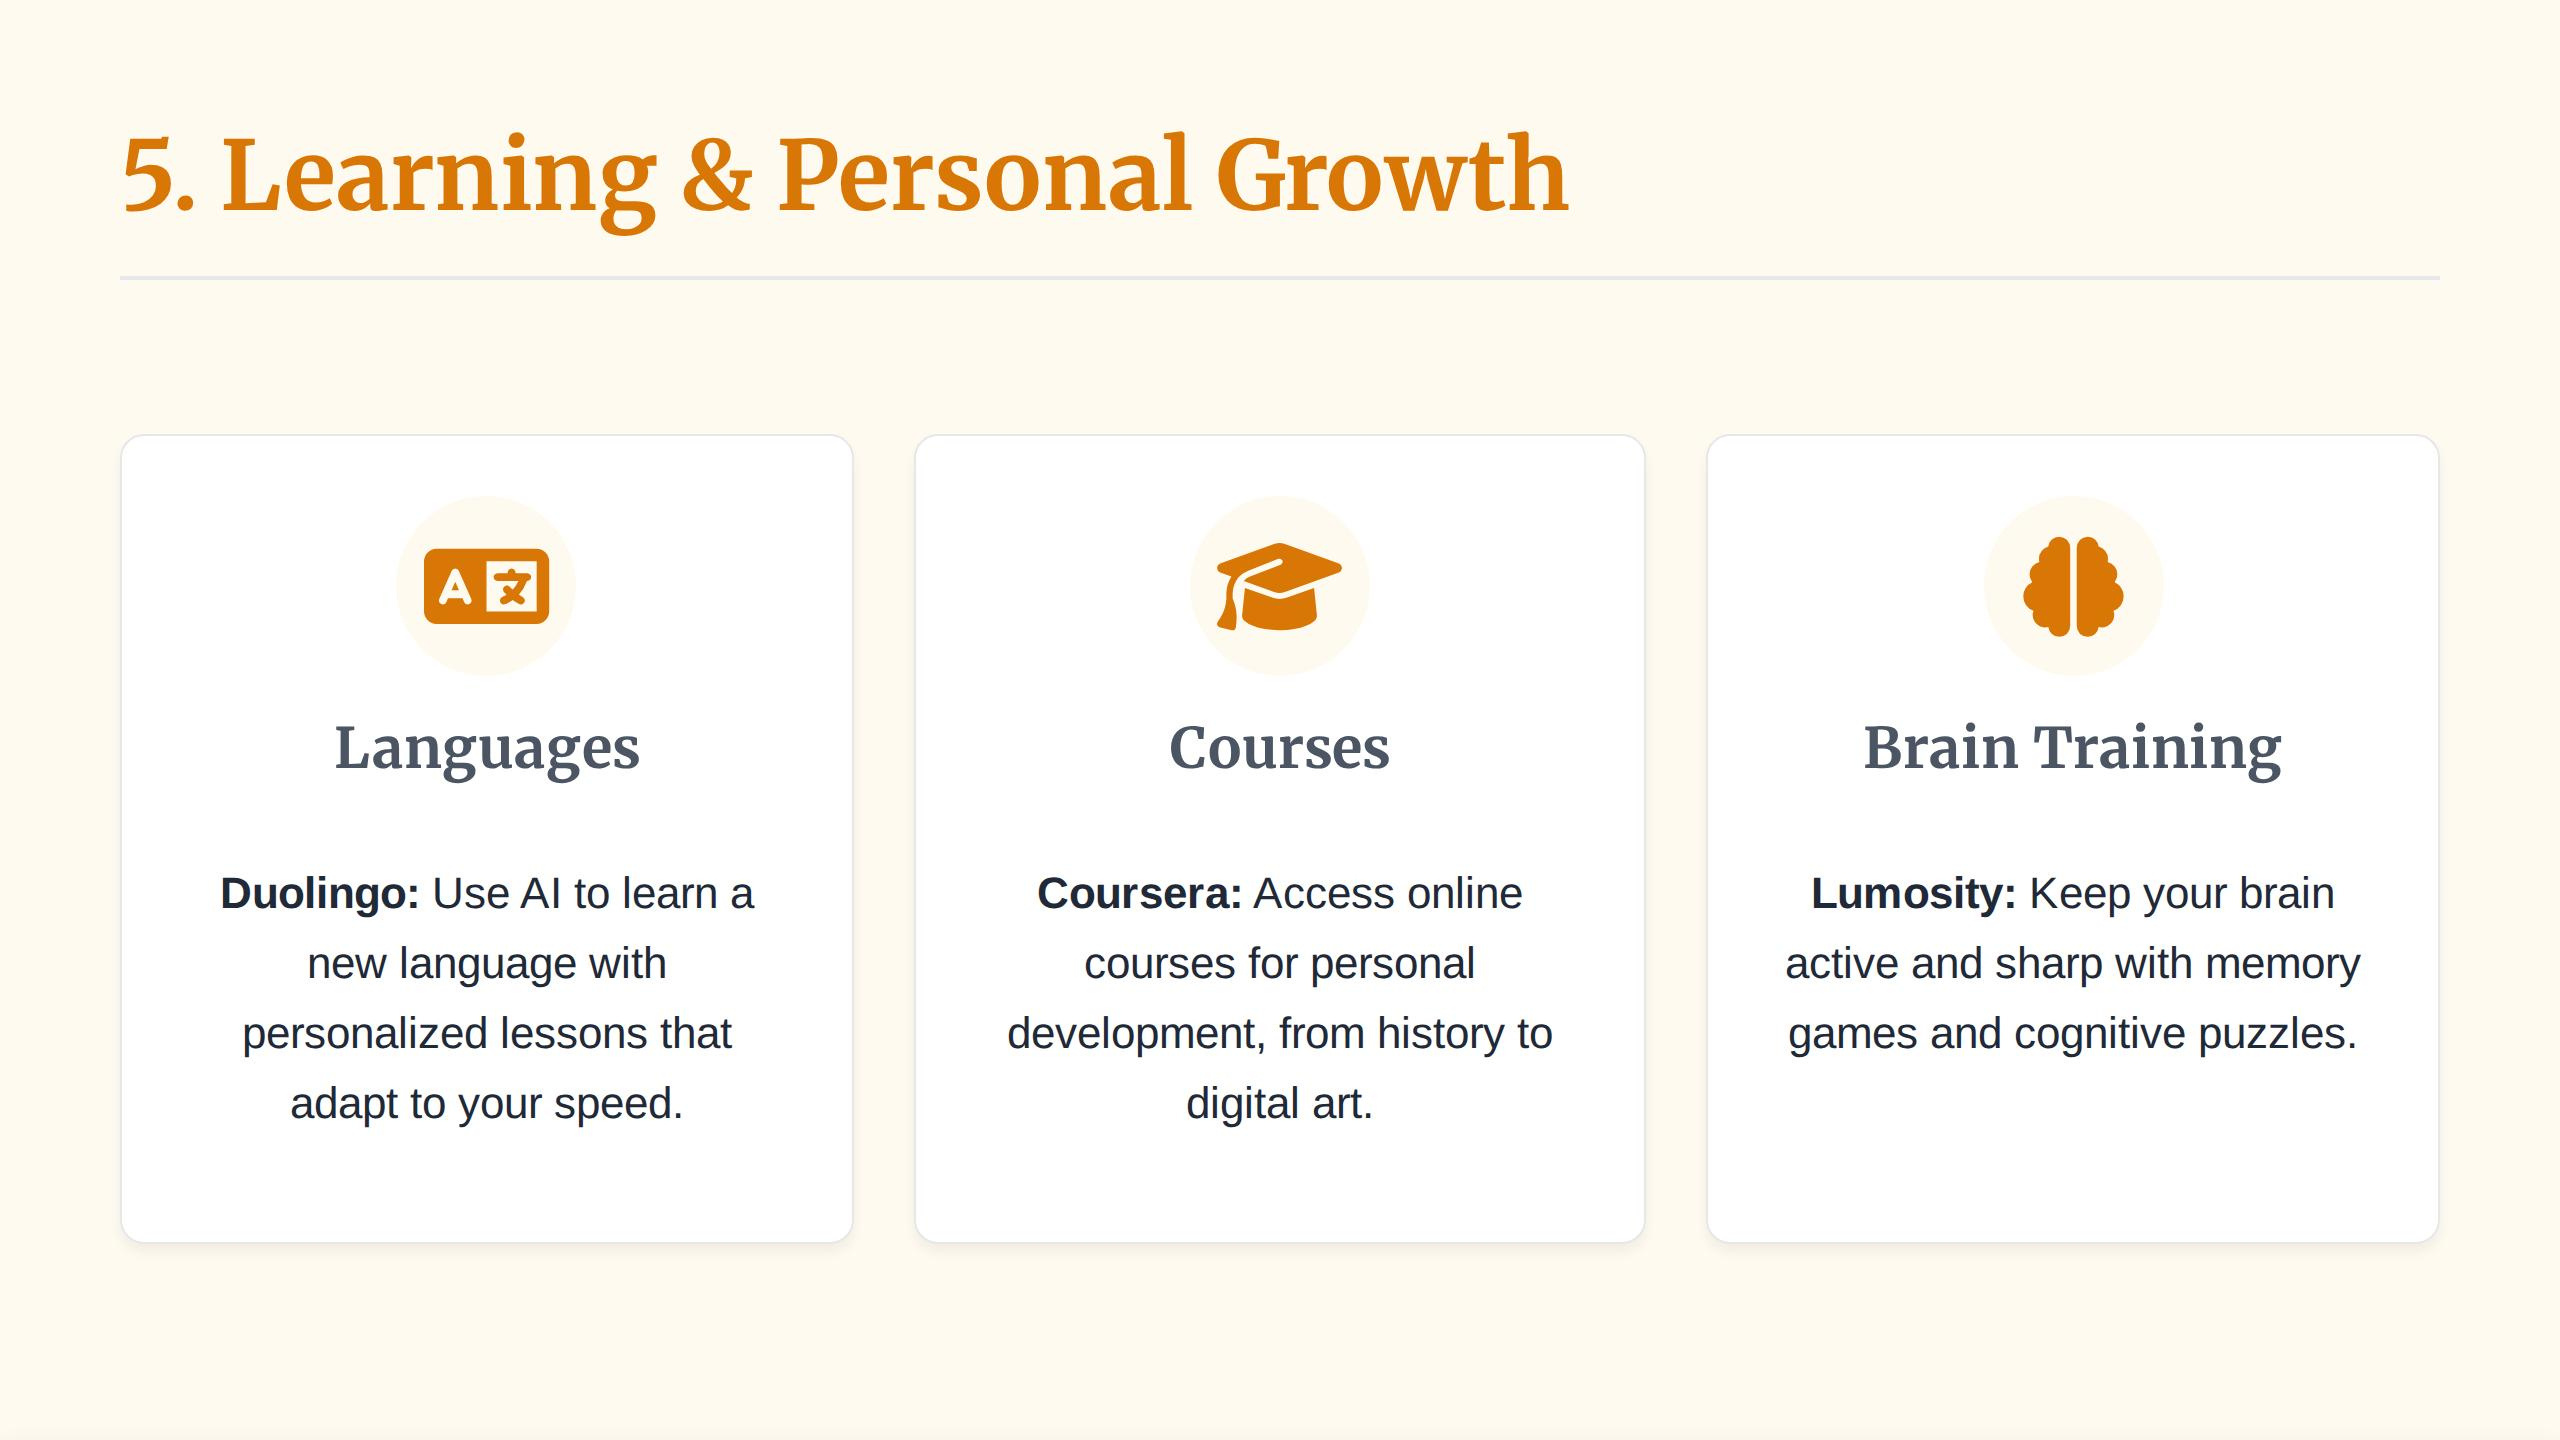 5. Learning & Personal Growth
A 文
Languages
Duolingo: Use AI to learn a
new language with
personalized lessons that
adapt to your speed.
Courses
Coursera: Access online
courses for personal
development, from history to
digital art.
Brain Training
Lumosity: Keep your brain
active and sharp with memory
games and cognitive puzzles.